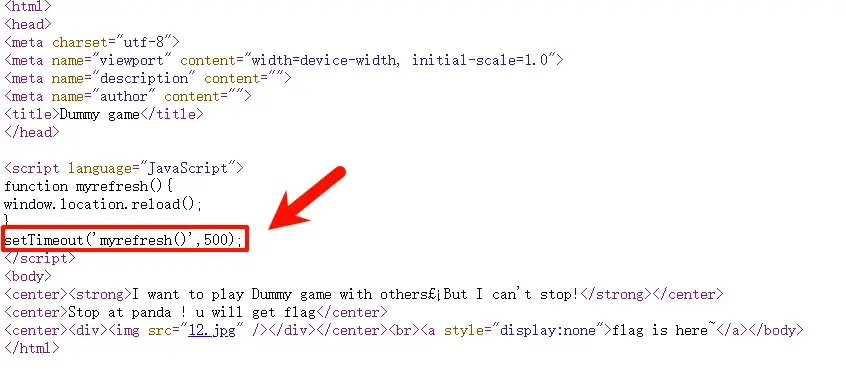 <html>
<head>
<meta charset="utf-8">
<meta name="viewport" content="width=device-width, initial-scale=1.0">
<meta name="description" content="">
<meta name="author" content="">
<title>Dummy game</title>
</head>
<script language="JavaScript">
function myrefresh(){
window.location.reload();
}
setTimeout('myrefresh()',500);
</script>
<body>
<center><strong>I want to play Dummy game with others£¡But I can't stop!</strong></center>
<center>Stop at panda ! u will get flag</center>
<center><div><img src="12.jpg" /></div></center><br><a style="display:none">flag is here~</a></body>
</html>